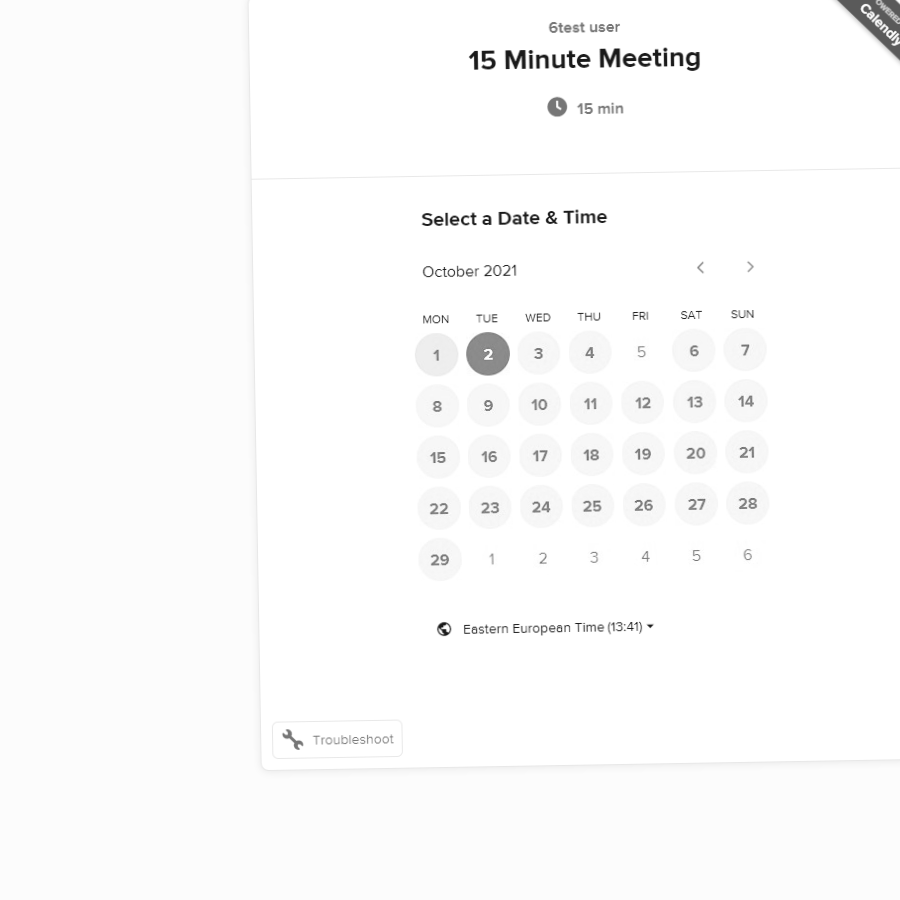 6test user
15 Minute Meeting
15 min
POWERED
Calendly
Select a Date & Time
October 2021
MON TUE WED THU FRI SAT SUN
1 2 3 4 5 6 7
8 9 10 11 12 13 14
15 16 17 18 19 20 21
22 23 24 25 26 27 28
29 1 2 3 4 5 6
Eastern European Time (13:41)
Troubleshoot